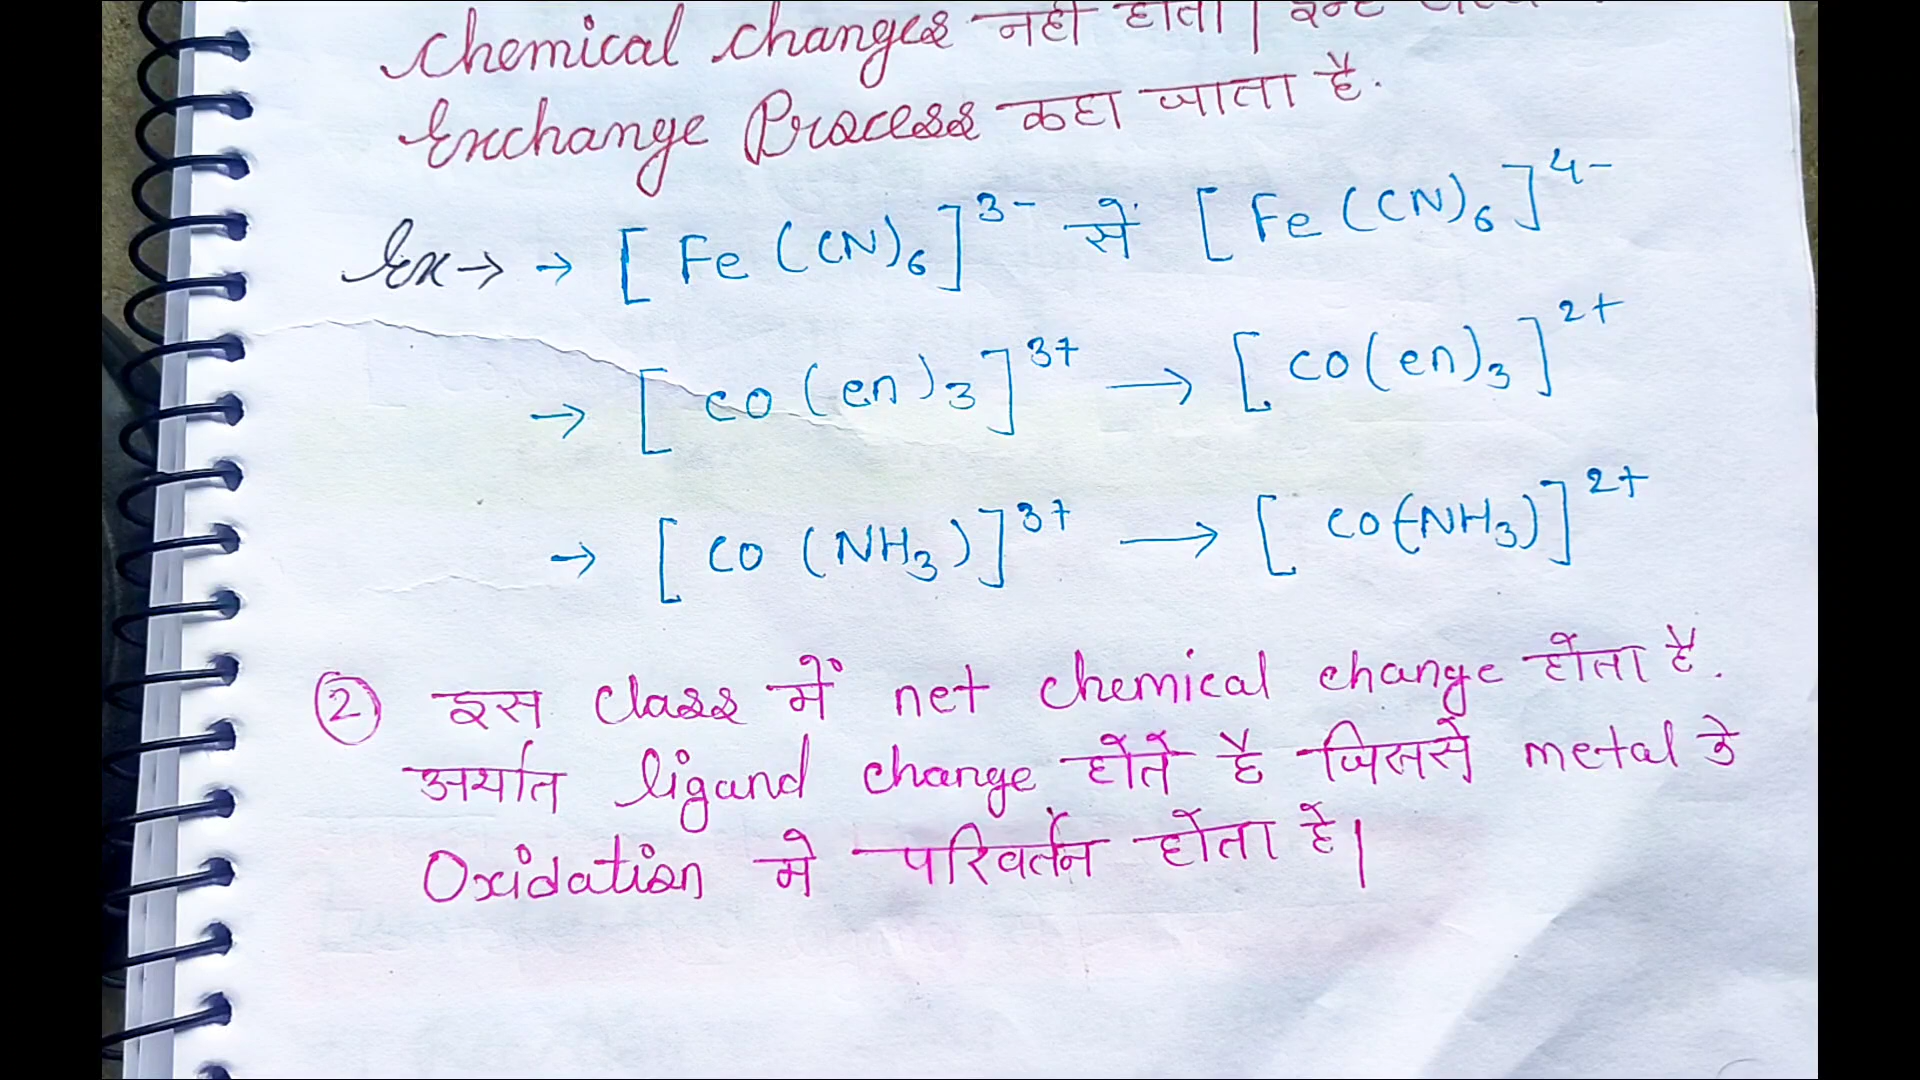 chemical changes नही होता।
Exchange Process कहा जाता है.
Ex→ → [Fe(CN)₆]³⁻ से [Fe(CN)₆]⁴⁻
→ [CO(en)₃]³⁺ → [CO(en)₃]²⁺
→ [CO(NH₃)]³⁺ → [CO(NH₃)]²⁺
② इस class में net chemical change होता है.
अर्थात ligand change होते है जिससे metal के
Oxidation मे परिवर्तन होता है।